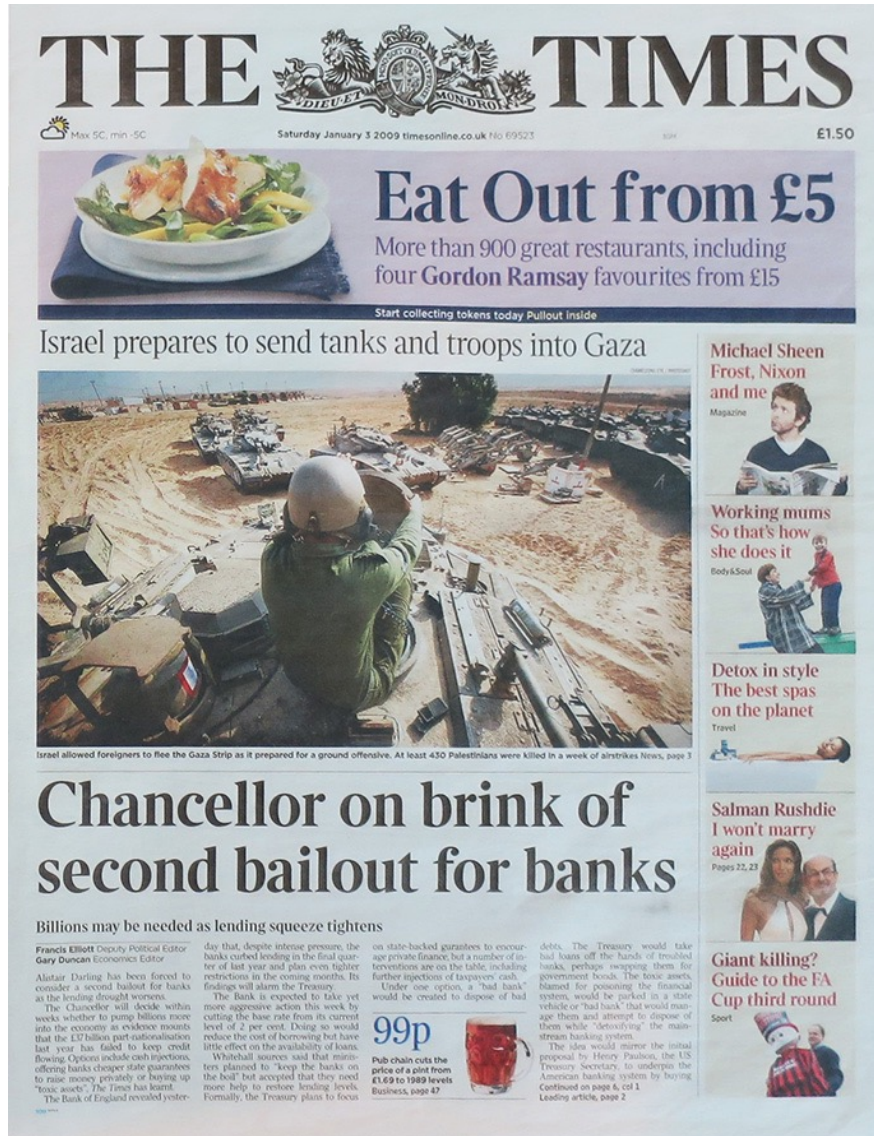 THE TIMES
DIEU ET MON DROIT
Max 5C, min -5C
Saturday January 3 2009 timesonline.co.uk No 69523
£1.50
Eat Out from £5
More than 900 great restaurants, including
four Gordon Ramsay favourites from £15
Start collecting tokens today Pullout inside
Israel prepares to send tanks and troops into Gaza
Israel allowed foreigners to flee the Gaza Strip as it prepared for a ground offensive. At least 430 Palestinians were killed in a week of airstrikes News, page 3
Chancellor on brink of
second bailout for banks
Billions may be needed as lending squeeze tightens
Francis Elliott Deputy Political Editor
Gary Duncan Economics Editor
Alistair Darling has been forced to
consider a second bailout for banks
as the lending drought worsens.
The Chancellor will decide within
weeks whether to pump billions more
into the economy as evidence mounts
that the £37 billion part-nationalisation
last year has failed to keep credit
flowing. Options include cash injections,
offering banks cheaper state guarantees
to raise money privately or buying up
"toxic assets", The Times has learnt.
The Bank of England revealed yester-
day that, despite intense pressure, the
banks curbed lending in the final quar-
ter of last year and plan even tighter
restrictions in the coming months. Its
findings will alarm the Treasury.
The Bank is expected to take yet
more aggressive action this week by
cutting the base rate from its current
level of 2 per cent. Doing so would
reduce the cost of borrowing but have
little effect on the availability of loans.
Whitehall sources said that minis-
ters planned to "keep the banks on
the boil" but accepted that they need
more help to restore lending levels.
Formally, the Treasury plans to focus
on state-backed gurantees to encour-
age private finance, but a number of in-
terventions are on the table, including
further injections of taxpayers' cash.
Under one option, a "bad bank"
would be created to dispose of bad
99p
Pub chain cuts the
price of a pint from
£1.69 to 1989 levels
Business, page 47
debts. The Treasury would take
bad loans off the hands of troubled
banks, perhaps swapping them for
government bonds. The toxic assets,
blamed for poisoning the financial
system, would be parked in a state
vehicle or "bad bank" that would man-
age them and attempt to dispose of
them while "detoxifying" the main-
stream banking system.
The idea would mirror the initial
proposal by Henry Paulson, the US
Treasury Secretary, to underpin the
American banking system by buying
Continued on page 6, col 1
Leading article, page 2
Michael Sheen
Frost, Nixon
and me
Magazine
Working mums
So that's how
she does it
Body&Soul
Detox in style
The best spas
on the planet
Travel
Salman Rushdie
I won't marry
again
Pages 22, 23
Giant killing?
Guide to the FA
Cup third round
Sport